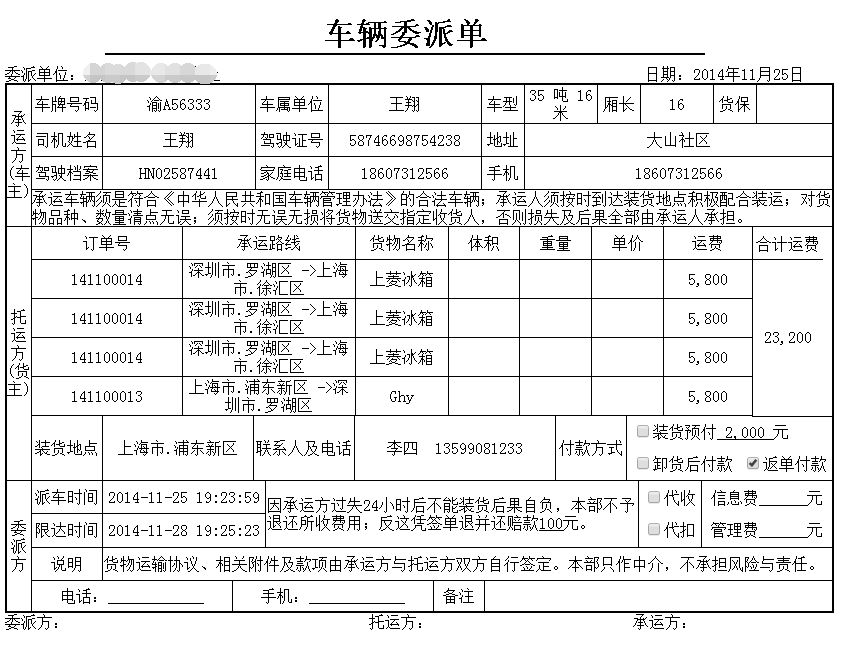 车辆委派单
委派单位：
日期: 2014年11月25日
承运方(车主)
车牌号码 渝A56333 车属单位 王翔 车型 35 吨 16米 厢长 16 货保
司机姓名 王翔 驾驶证号 58746698754238 地址 大山社区
驾驶档案 HN02587441 家庭电话 18607312566 手机 18607312566
承运车辆须是符合《中华人民共和国车辆管理办法》的合法车辆；承运人须按时到达装货地点积极配合装运；对货
物品种、数量清点无误；须按时无误无损将货物送交指定收货人，否则损失及后果全部由承运人承担。
托运方(货主)
订单号 承运路线 货物名称 体积 重量 单价 运费 合计运费
141100014 深圳市.罗湖区 ->上海市.徐汇区 上菱冰箱 5,800
141100014 深圳市.罗湖区 ->上海市.徐汇区 上菱冰箱 5,800
23,200
141100014 深圳市.罗湖区 ->上海市.徐汇区 上菱冰箱 5,800
141100013 上海市.浦东新区 ->深圳市.罗湖区 Ghy 5,800
装货地点 上海市.浦东新区 联系人及电话 李四 13599081233 付款方式
装货预付 2,000 元
卸货后付款 返单付款
委派方
派车时间 2014-11-25 19:23:59
限达时间 2014-11-28 19:25:23
因承运方过失24小时后不能装货后果自负，本部不予
退还所收费用；反这凭签单退并还赔款100元。
代收 信息费______元
代扣 管理费______元
说明 货物运输协议、相关附件及款项由承运方与托运方双方自行签定。本部只作中介，不承担风险与责任。
电话：____________ 手机：____________ 备注
委派方： 托运方： 承运方：